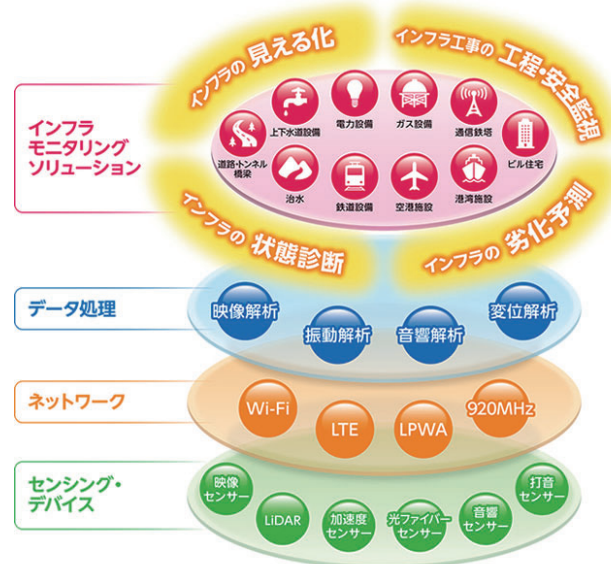 インフラの 見える化
インフラ工事の 工程・安全監視
インフラ
モニタリング
ソリューション
上下水道設備
電力設備
ガス設備
通信鉄塔
道路・トンネル
橋梁
治水
鉄道設備
空港施設
港湾施設
ビル住宅
インフラの 状態診断
インフラの 劣化予測
データ処理
映像解析
振動解析
音響解析
変位解析
ネットワーク
Wi-Fi
LTE
LPWA
920MHz
センシング・
デバイス
映像
センサー
LiDAR
加速度
センサー
光ファイバー
センサー
音響
センサー
打音
センサー